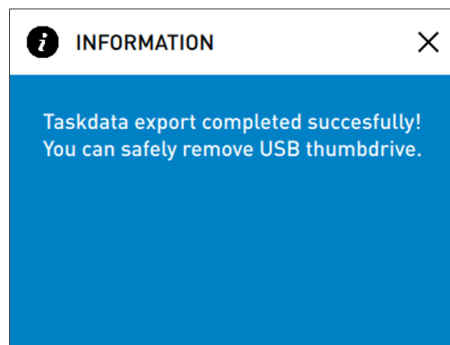 INFORMATION
Taskdata export completed succesfully!
You can safely remove USB thumbdrive.